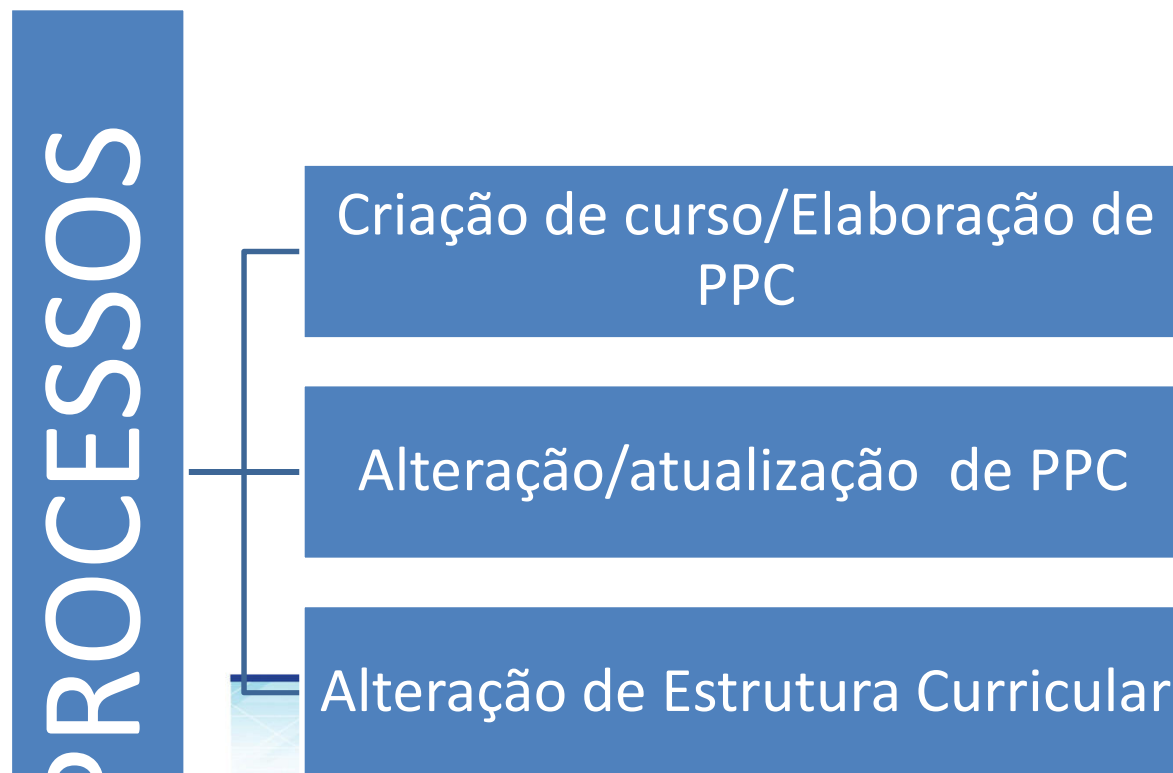 PROCESSOS
Criação de curso/Elaboração de
PPC
Alteração/atualização  de PPC
Alteração de Estrutura Curricular